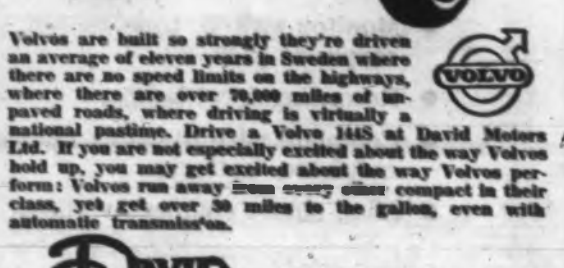 Volvos are built so strongly they're driven
an average of eleven years in Sweden where
there are no speed limits on the highways,
where there are over 70,000 miles of un-
paved roads, where driving is virtually a
national pastime. Drive a Volvo 144S at David Motors
Ltd. If you are not especially excited about the way Volvos
hold up, you may get excited about the way Volvos per-
form: Volvos run away from every other compact in their
class, yet get over 30 miles to the gallon, even with
automatic transmission.
VOLVO
DAVID